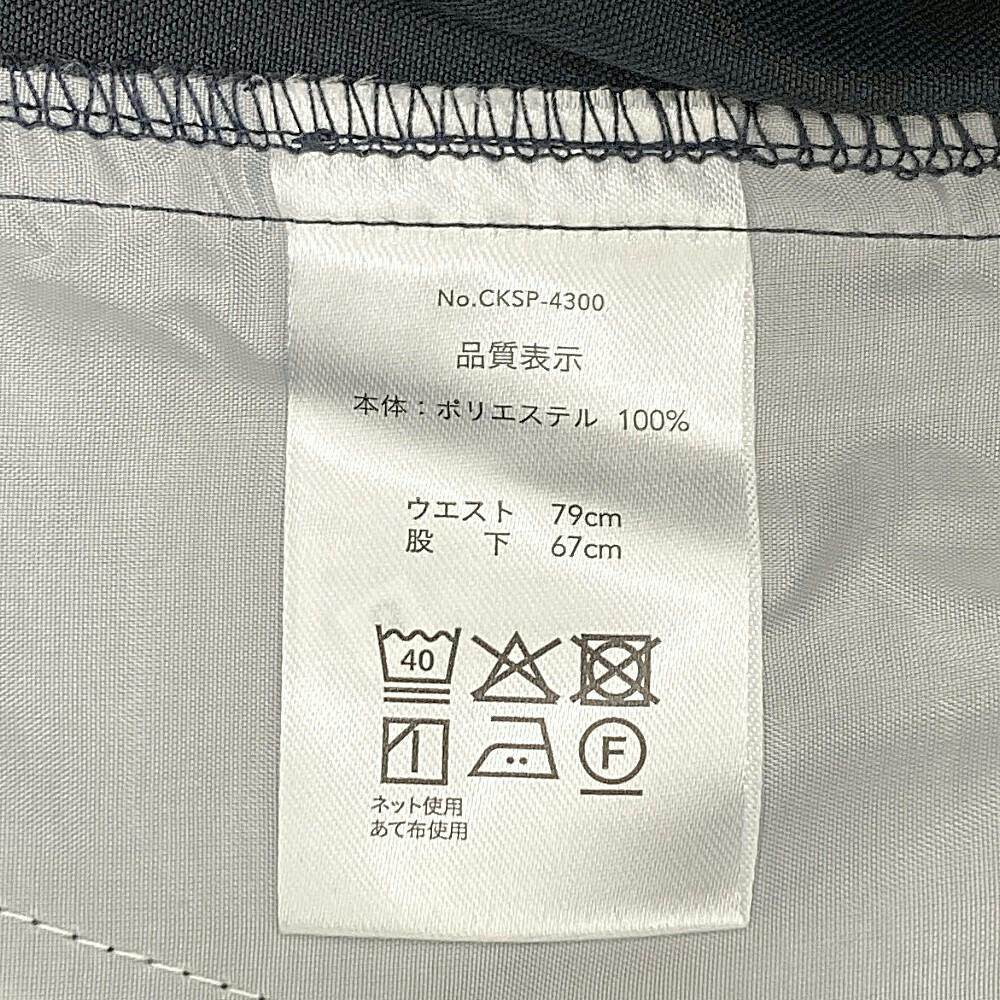 No.CKSP-4300
品質表示
本体：ポリエステル 100%
ウエスト 79cm
股下 67cm
40
F
ネット使用
あて布使用